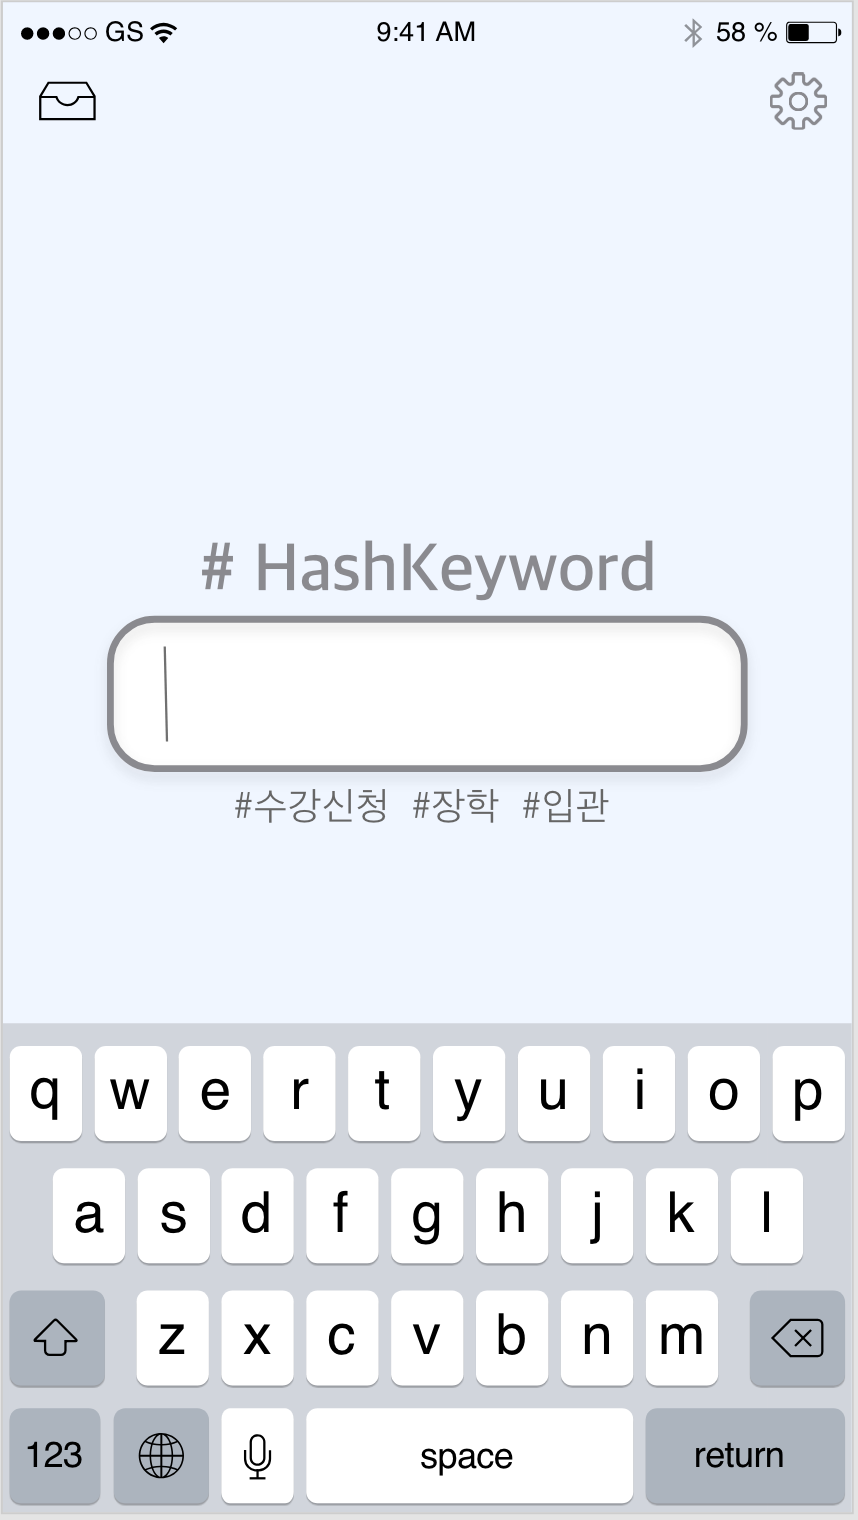 GS 9:41 AM 58 %
# HashKeyword
#수강신청 #장학 #입관
q w e r t y u i o p
a s d f g h j k l
z x c v b n m
123 space return